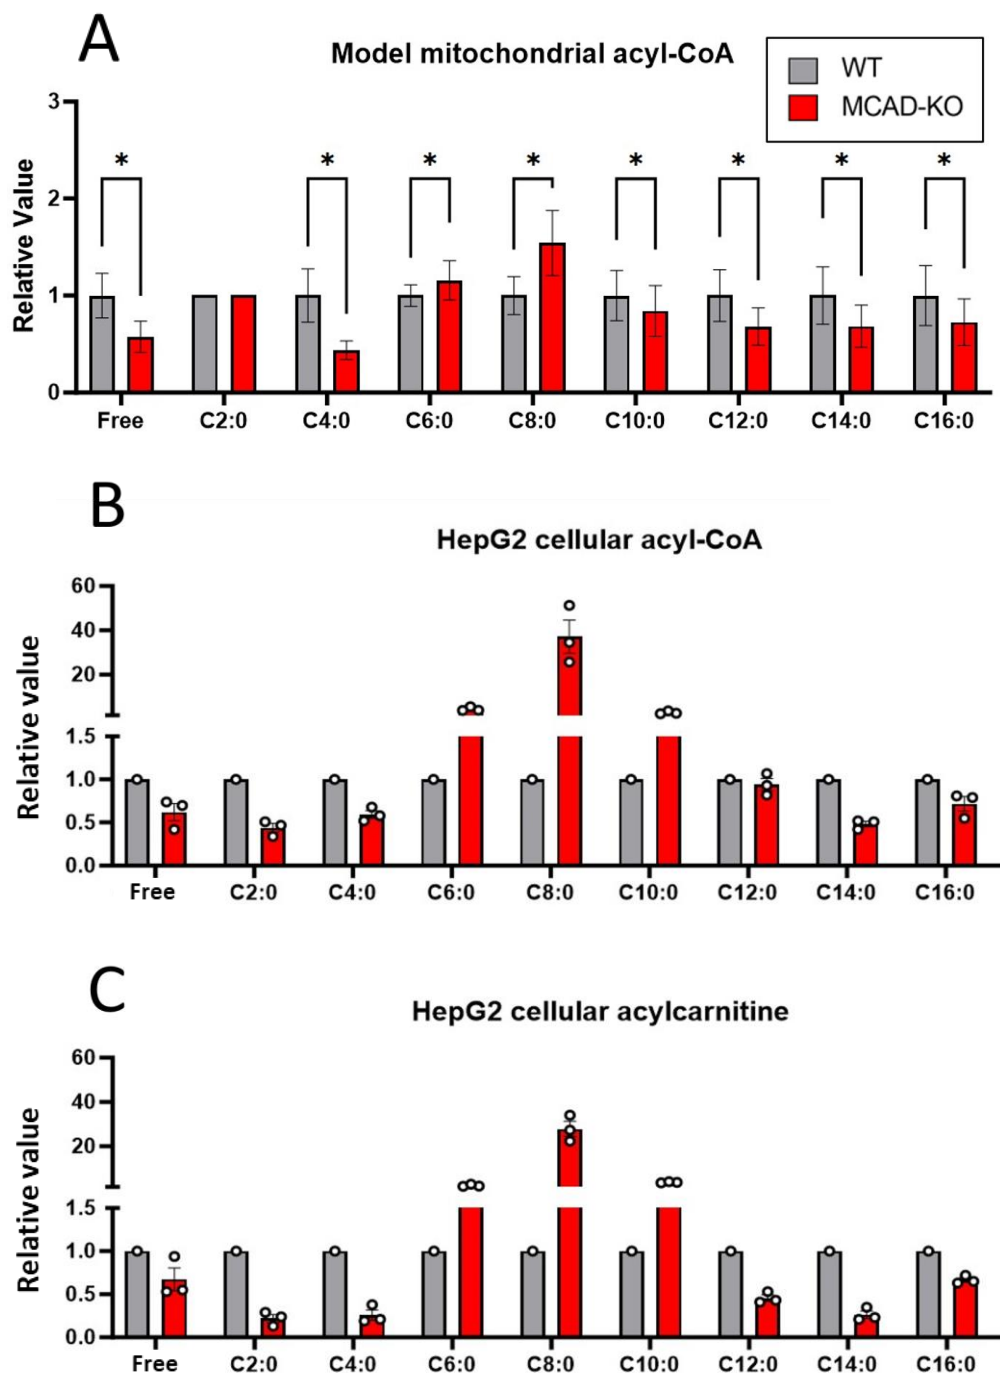 A
Model mitochondrial acyl-CoA
WT
MCAD-KO
Relative Value
3
2
1
0
* * * * * * * *
Free C2:0 C4:0 C6:0 C8:0 C10:0 C12:0 C14:0 C16:0
B
HepG2 cellular acyl-CoA
Relative value
60
40
20
1.5
1.0
0.5
0.0
Free C2:0 C4:0 C6:0 C8:0 C10:0 C12:0 C14:0 C16:0
C
HepG2 cellular acylcarnitine
Relative value
60
40
20
1.5
1.0
0.5
0.0
Free C2:0 C4:0 C6:0 C8:0 C10:0 C12:0 C14:0 C16:0